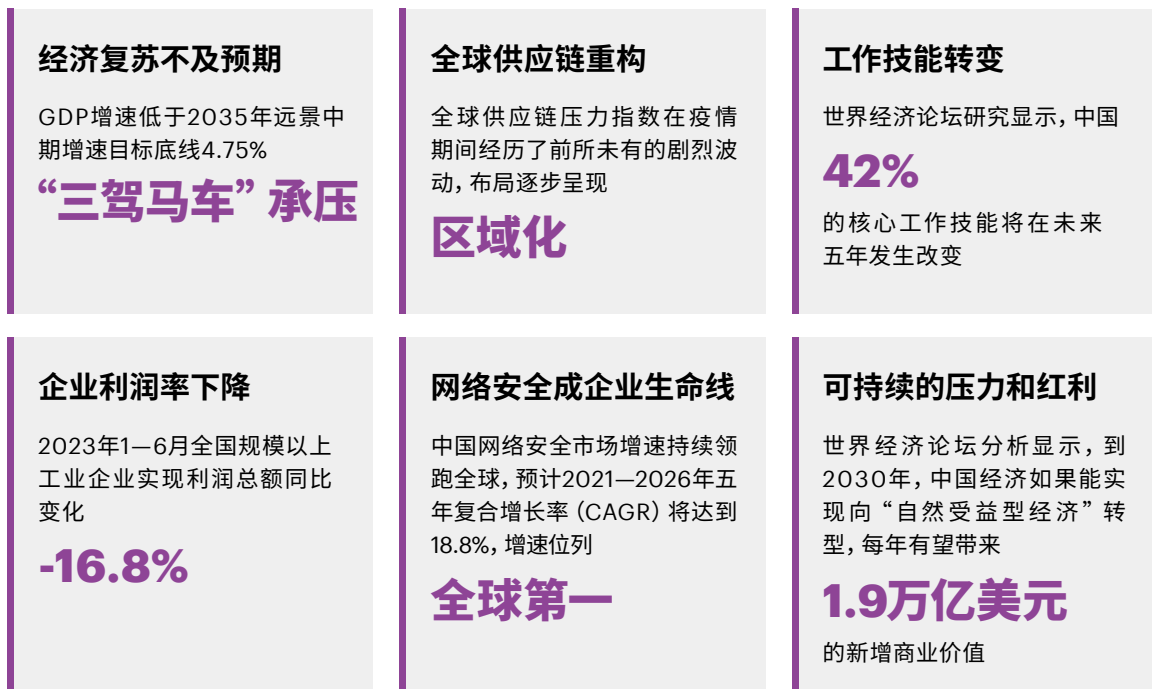 经济复苏不及预期
GDP增速低于2035年远景中
期增速目标底线4.75%
“三驾马车”承压
全球供应链重构
全球供应链压力指数在疫情
期间经历了前所未有的剧烈波
动，布局逐步呈现
区域化
工作技能转变
世界经济论坛研究显示，中国
42%
的核心工作技能将在未来
五年发生改变
企业利润率下降
2023年1—6月全国规模以上
工业企业实现利润总额同比
变化
-16.8%
网络安全成企业生命线
中国网络安全市场增速持续领
跑全球，预计2021—2026年五
年复合增长率（CAGR）将达到
18.8%，增速位列
全球第一
可持续的压力和红利
世界经济论坛分析显示，到
2030年，中国经济如果能实
现向“自然受益型经济”转
型，每年有望带来
1.9万亿美元
的新增商业价值